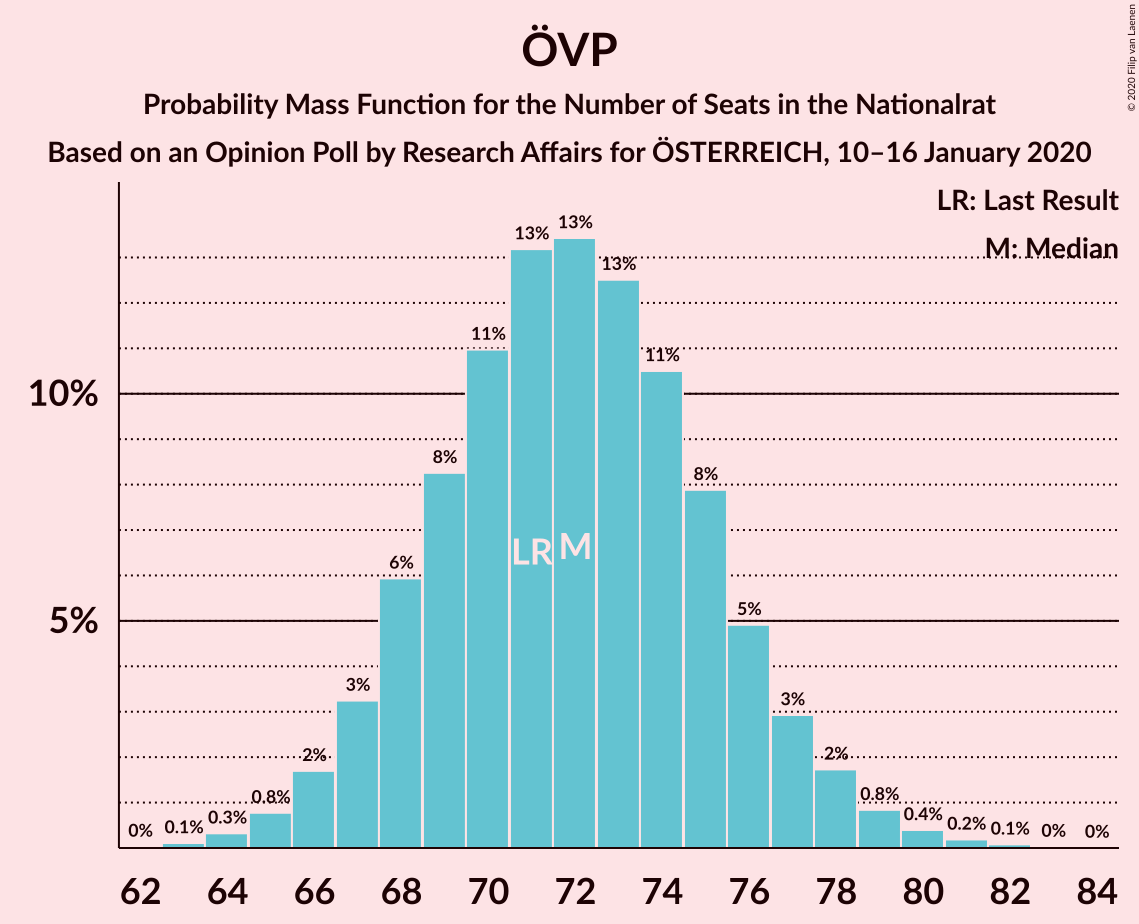 ÖVP
Probability Mass Function for the Number of Seats in the Nationalrat
Based on an Opinion Poll by Research Affairs for ÖSTERREICH, 10–16 January 2020
© 2020 Filip van Laenen
LR: Last Result
M: Median
13%
13%
13%
11%
11%
10%
8%
8%
LR
M
6%
5%
5%
3%
3%
2%
2%
0.8%
0.8%
0%
0.1%
0.3%
0.4%
0.2%
0.1%
0%
0%
62 64 66 68 70 72 74 76 78 80 82 84